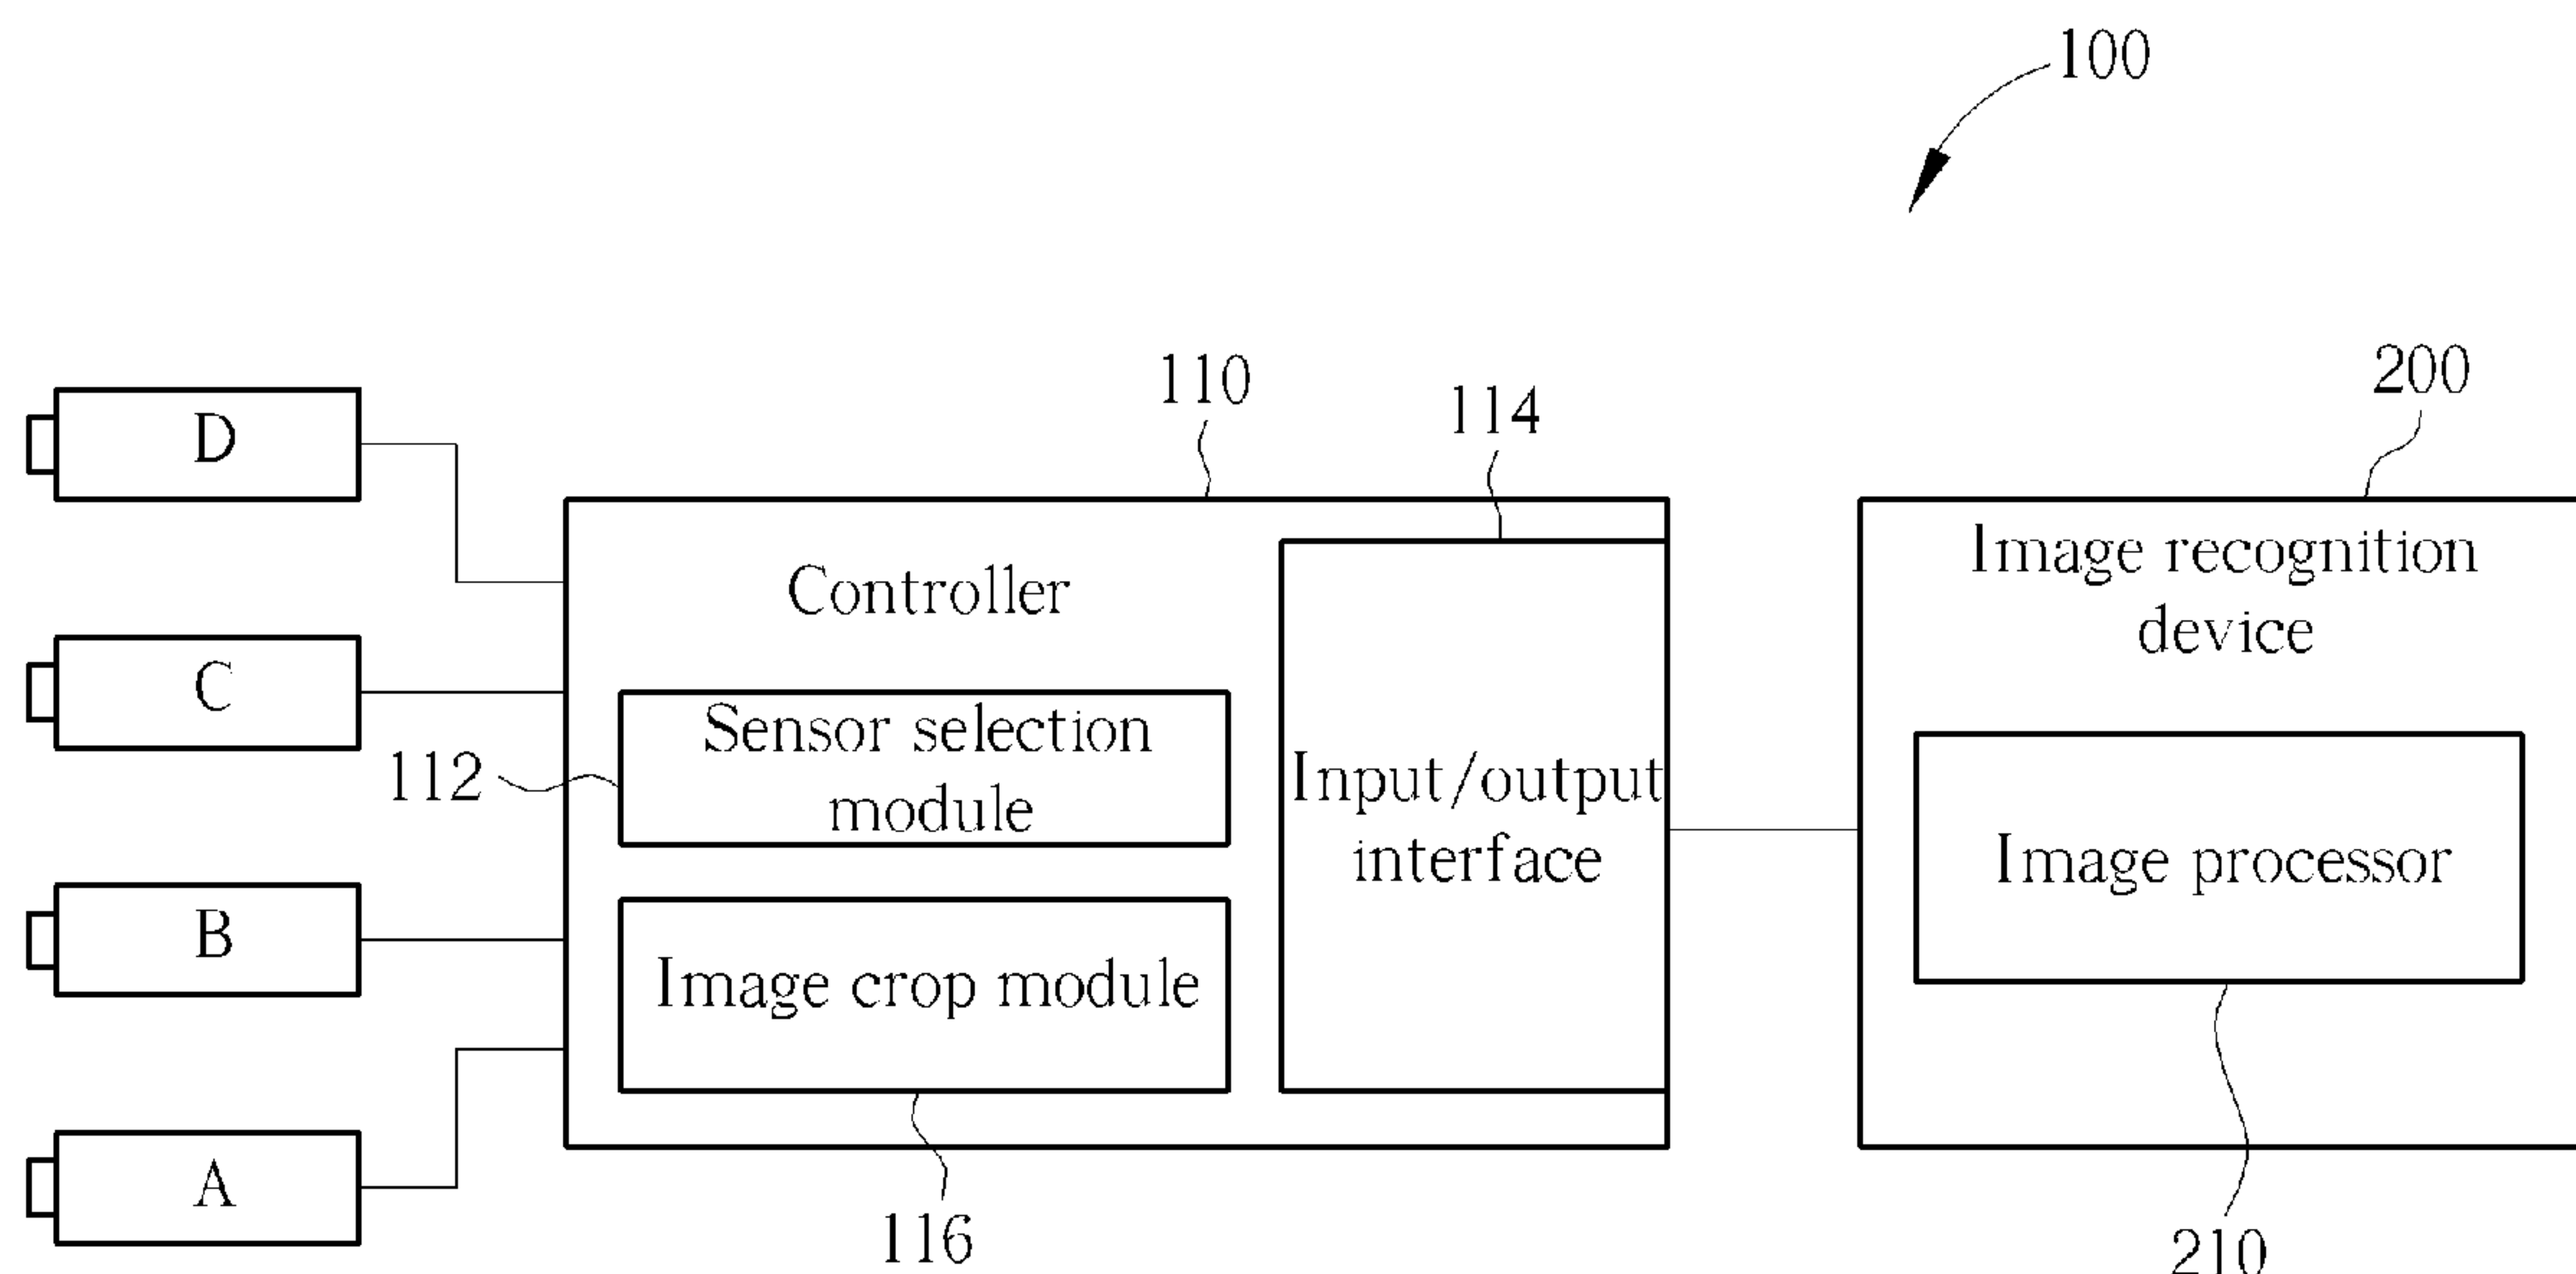 100
110
114
200
D
Controller
Image recognition
device
C
Sensor selection
module
112
Input/output
interface
Image processor
B
Image crop module
A
116
210